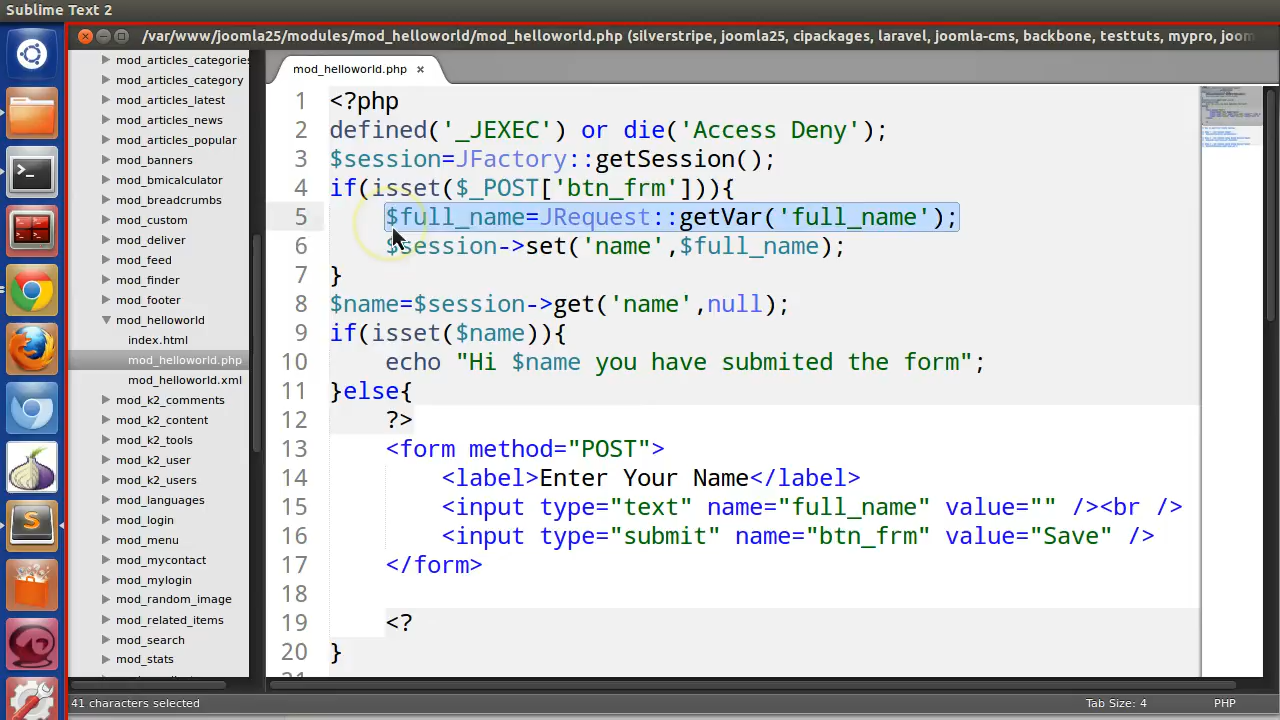 Sublime Text 2
/var/www/joomla25/modules/mod_helloworld/mod_helloworld.php (silverstripe, joomla25, cipackages, laravel, joomla-cms, backbone, testtuts, mypro, joom
mod_articles_categories
mod_articles_category
mod_articles_latest
mod_articles_news
mod_articles_popular
mod_banners
mod_bmicalculator
mod_breadcrumbs
mod_custom
mod_deliver
mod_feed
mod_finder
mod_footer
mod_helloworld
index.html
mod_helloworld.php
mod_helloworld.xml
mod_k2_comments
mod_k2_content
mod_k2_tools
mod_k2_user
mod_k2_users
mod_languages
mod_login
mod_menu
mod_mycontact
mod_mylogin
mod_random_image
mod_related_items
mod_search
mod_stats
mod_helloworld.php ×
1 <?php
2 defined('_JEXEC') or die('Access Deny');
3 $session=JFactory::getSession();
4 if(isset($_POST['btn_frm'])){
5 $full_name=JRequest::getVar('full_name');
6 $session->set('name',$full_name);
7 }
8 $name=$session->get('name',null);
9 if(isset($name)){
10 echo "Hi $name you have submited the form";
11 }else{
12 ?>
13 <form method="POST">
14 <label>Enter Your Name</label>
15 <input type="text" name="full_name" value="" /><br />
16 <input type="submit" name="btn_frm" value="Save" />
17 </form>
18
19 <?
20 }
41 characters selected
Tab Size: 4
PHP